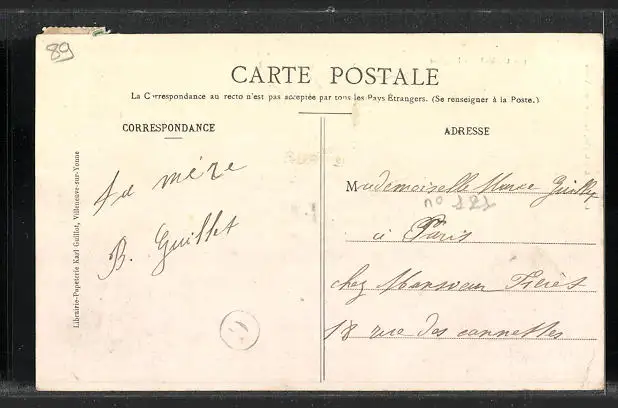 89
CARTE POSTALE
La Correspondance au recto n'est pas acceptée par tous les Pays Étrangers. (Se renseigner à la Poste.)
CORRESPONDANCE
ADRESSE
Librairie-Papeterie Karl Guillot, Villeneuve-sur-Yonne
Ta mère
B. Guillet
Mademoiselle
n° 121
à Paris
chez Monsieur Frères
18 rue des cannettes